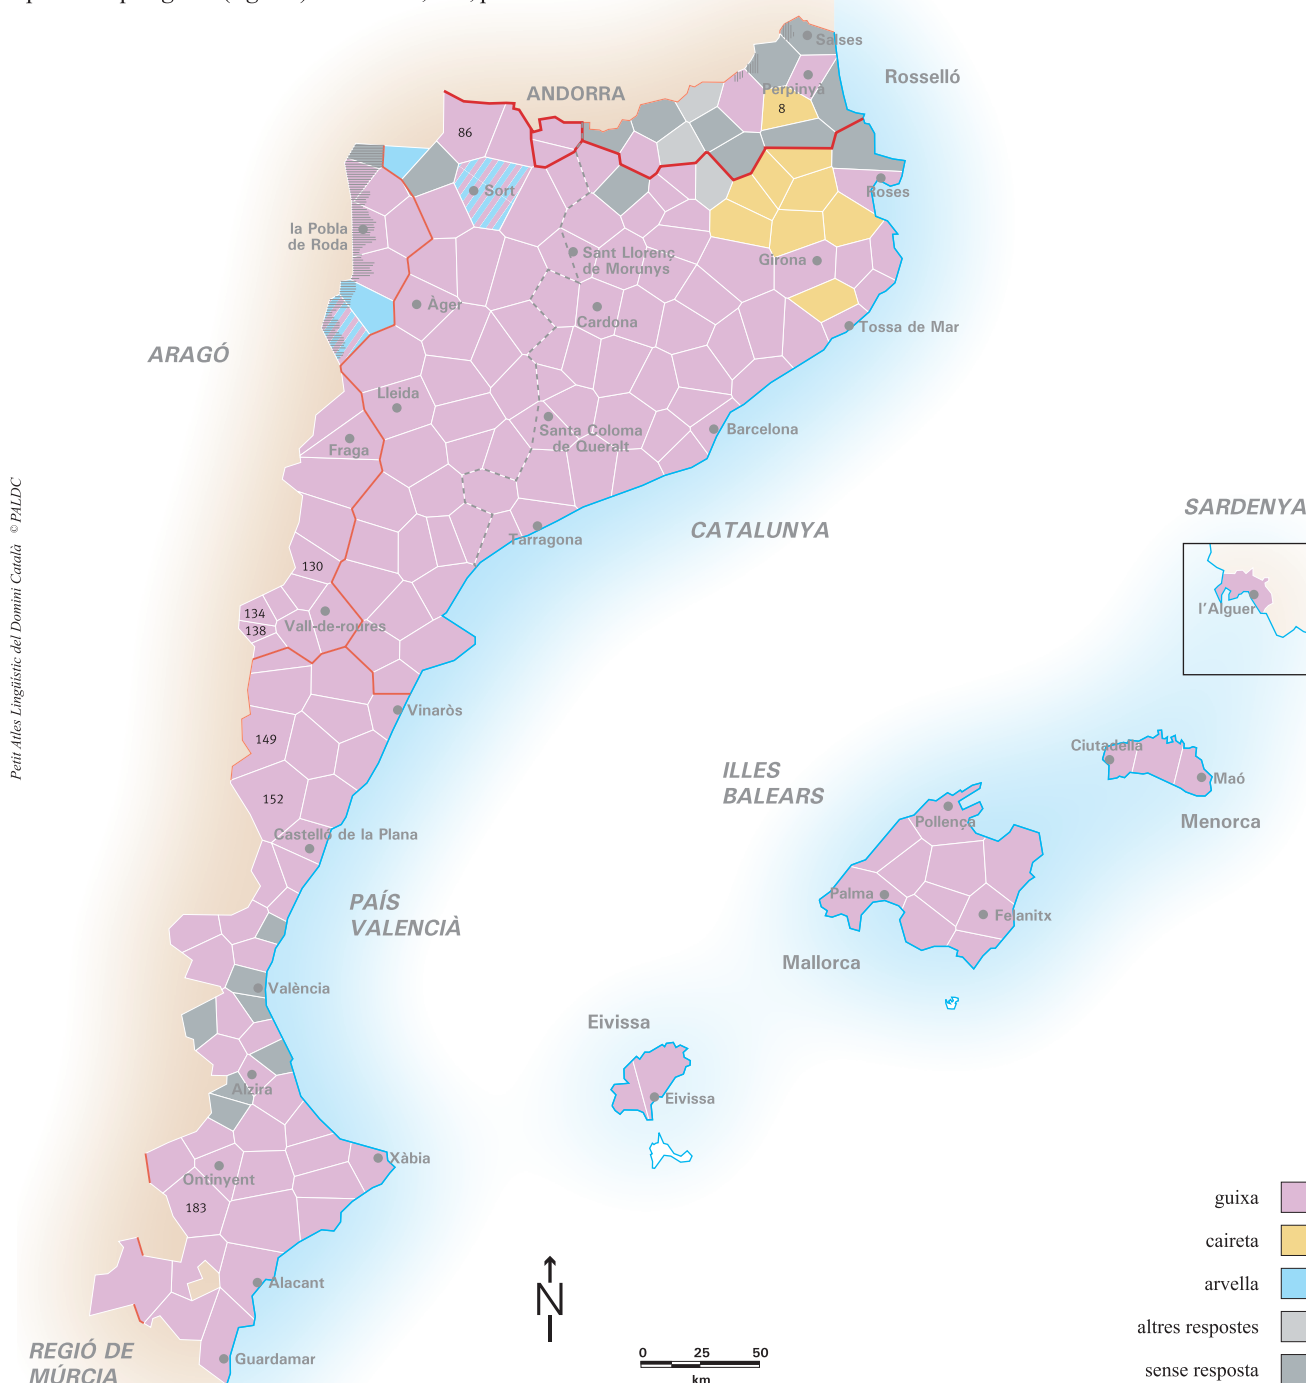 Salses
Rosselló
Perpinyà
8
ANDORRA
86
Roses
Sort
la Pobla
de Roda
Sant Llorenç
de Morunys
Girona
Àger
Cardona
Tossa de Mar
ARAGÓ
Lleida
Santa Coloma
de Queralt
Barcelona
Fraga
Petit Atles Lingüístic del Domini Català © PALDC
SARDENYA
CATALUNYA
Tarragona
130
l'Alguer
134
Vall-de-roures
138
Vinaròs
149
Ciutadella
ILLES
BALEARS
Maó
152
Pollença
Menorca
Castelló de la Plana
PAÍS
VALENCIÀ
Palma
Felanitx
Mallorca
València
Eivissa
Alzira
Eivissa
Xàbia
Ontinyent
183
guixa
caireta
Alacant
arvella
N
altres respostes
REGIÓ DE
MÚRCIA
Guardamar
0 25 50
km
sense resposta